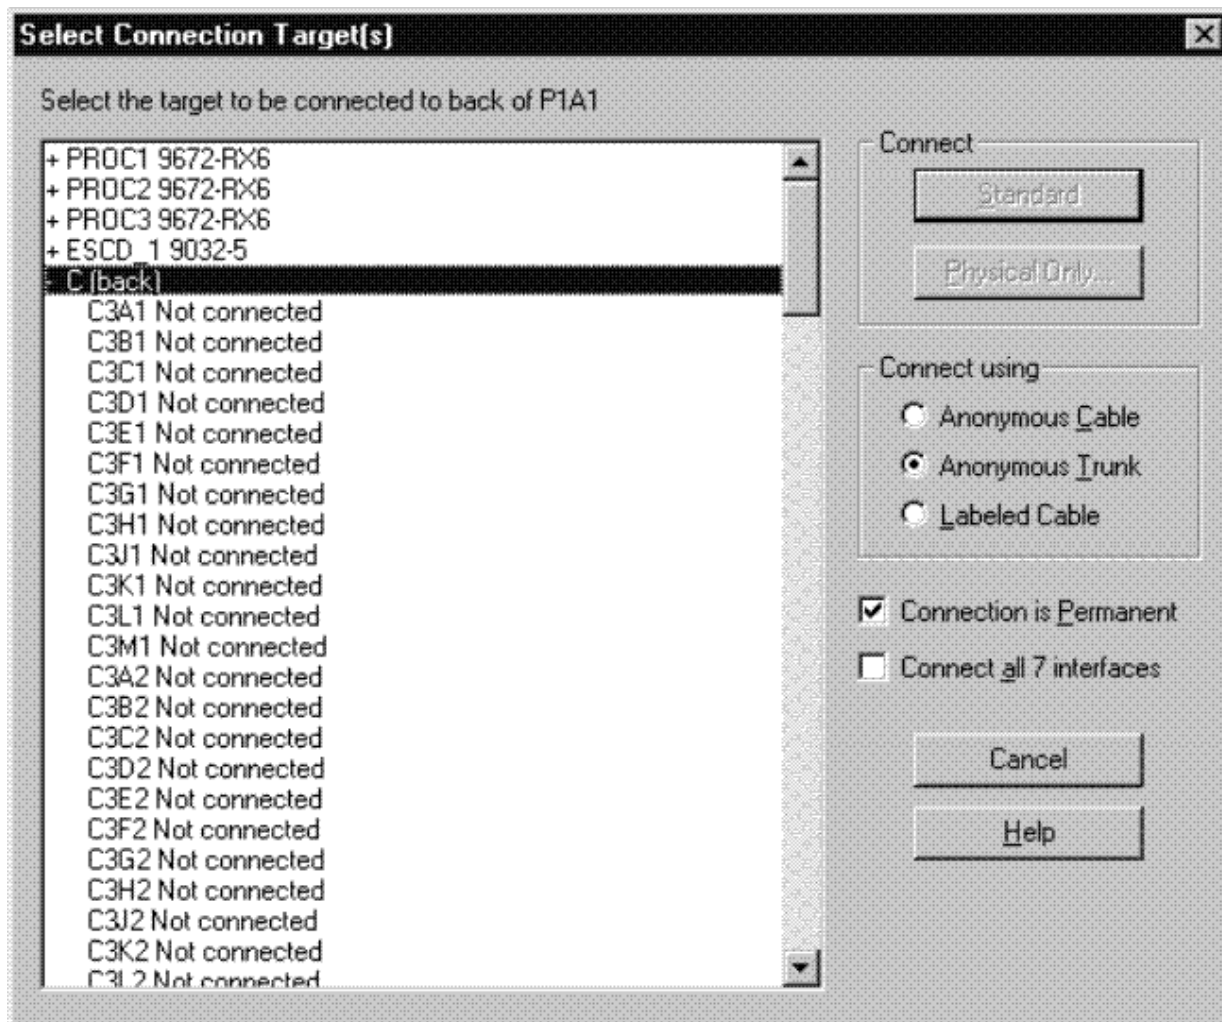 Select Connection Target(s)
Select the target to be connected to back of P1A1
+ PROC1 9672-RX6
+ PROC2 9672-RX6
+ PROC3 9672-RX6
+ ESCD_1 9032-5
- C (back)
C3A1 Not connected
C3B1 Not connected
C3C1 Not connected
C3D1 Not connected
C3E1 Not connected
C3F1 Not connected
C3G1 Not connected
C3H1 Not connected
C3J1 Not connected
C3K1 Not connected
C3L1 Not connected
C3M1 Not connected
C3A2 Not connected
C3B2 Not connected
C3C2 Not connected
C3D2 Not connected
C3E2 Not connected
C3F2 Not connected
C3G2 Not connected
C3H2 Not connected
C3J2 Not connected
C3K2 Not connected
C3L2 Not connected
Connect
Standard
Physical Only...
Connect using
Anonymous Cable
Anonymous Trunk
Labeled Cable
Connection is Permanent
Connect all 7 interfaces
Cancel
Help